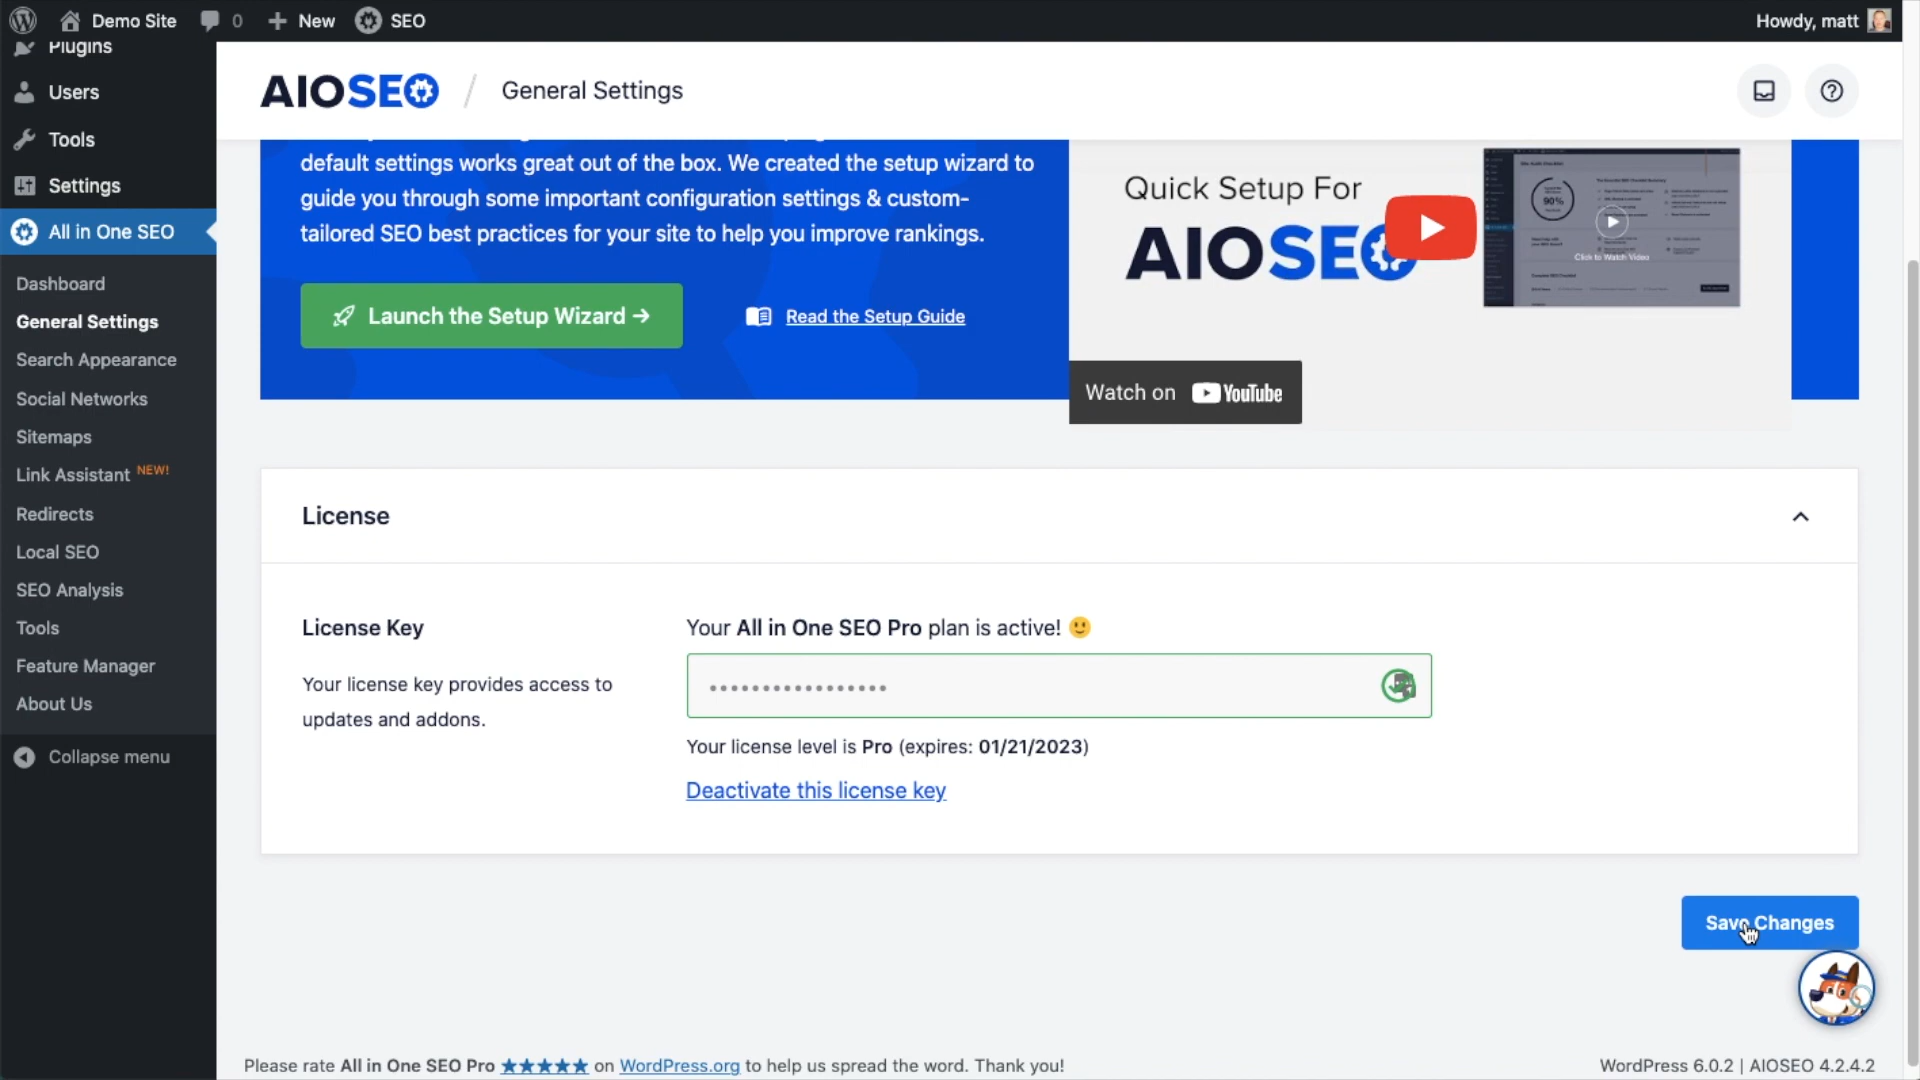 Demo Site 0 New SEO Howdy, matt
Plugins
Users
Tools
Settings
All in One SEO
Dashboard
General Settings
Search Appearance
Social Networks
Sitemaps
Link Assistant NEW!
Redirects
Local SEO
SEO Analysis
Tools
Feature Manager
About Us
Collapse menu
AIOSEO / General Settings
default settings works great out of the box. We created the setup wizard to
guide you through some important configuration settings & custom-
tailored SEO best practices for your site to help you improve rankings.
Launch the Setup Wizard →
Read the Setup Guide
Quick Setup For
AIOSEO
90%
Click to Watch Video
Watch on YouTube
License
License Key
Your license key provides access to
updates and addons.
Your All in One SEO Pro plan is active! 🙂
•••••••••••••••••
Your license level is Pro (expires: 01/21/2023)
Deactivate this license key
Save Changes
Please rate All in One SEO Pro ★★★★★ on WordPress.org to help us spread the word. Thank you!
WordPress 6.0.2 | AIOSEO 4.2.4.2